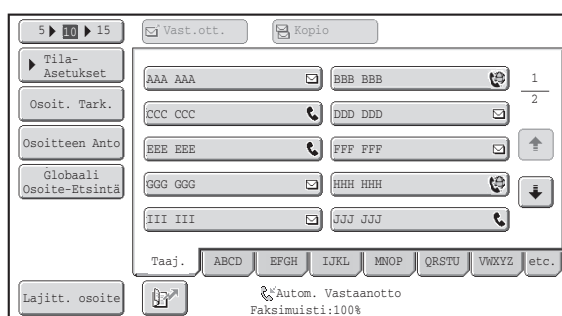 5 10 15
Vast.ott.
Kopio
Tila-
Asetukset
Osoit. Tark.
Osoitteen Anto
Globaali
Osoite-Etsintä
AAA AAA
BBB BBB
CCC CCC
DDD DDD
EEE EEE
FFF FFF
GGG GGG
HHH HHH
III III
JJJ JJJ
1
2
Taaj.
ABCD
EFGH
IJKL
MNOP
QRSTU
VWXYZ
etc.
Lajitt. osoite
Autom. Vastaanotto
Faksimuisti:100%